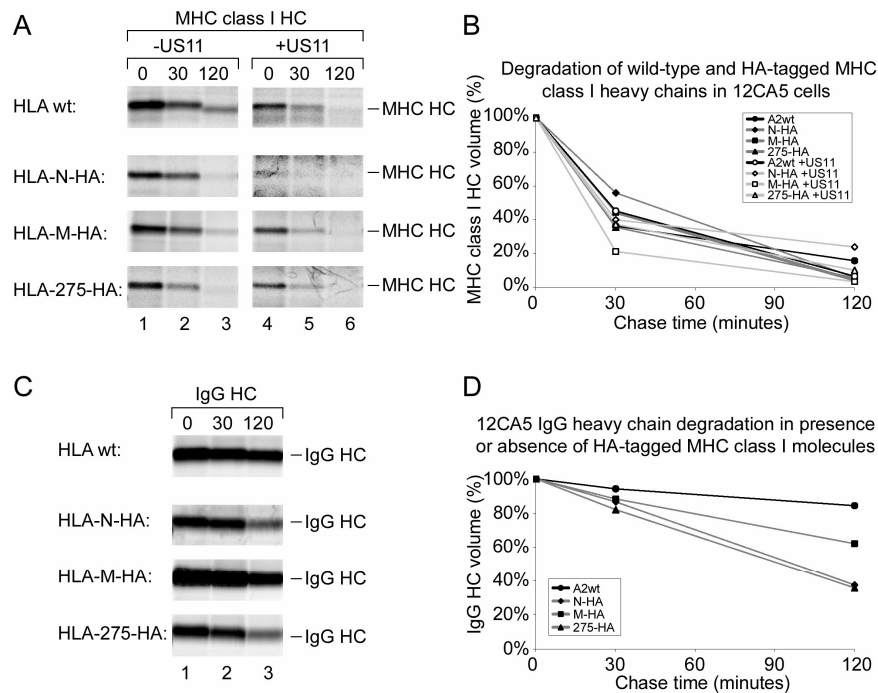 A
MHC class I HC
-US11 +US11
0 30 120 0 30 120
HLA wt: MHC HC
HLA-N-HA: MHC HC
HLA-M-HA: MHC HC
HLA-275-HA: MHC HC
1 2 3 4 5 6
B
Degradation of wild-type and HA-tagged MHC
class I heavy chains in 12CA5 cells
MHC class I HC volume (%)
100%
80%
60%
40%
20%
0%
A2wt
N-HA
M-HA
275-HA
A2wt +US11
N-HA +US11
M-HA +US11
275-HA +US11
0 30 60 90 120
Chase time (minutes)
C
IgG HC
0 30 120
HLA wt: IgG HC
HLA-N-HA: IgG HC
HLA-M-HA: IgG HC
HLA-275-HA: IgG HC
1 2 3
D
12CA5 IgG heavy chain degradation in presence
or absence of HA-tagged MHC class I molecules
IgG HC volume (%)
100%
80%
60%
40%
20%
0%
A2wt
N-HA
M-HA
275-HA
0 30 60 90 120
Chase time (minutes)